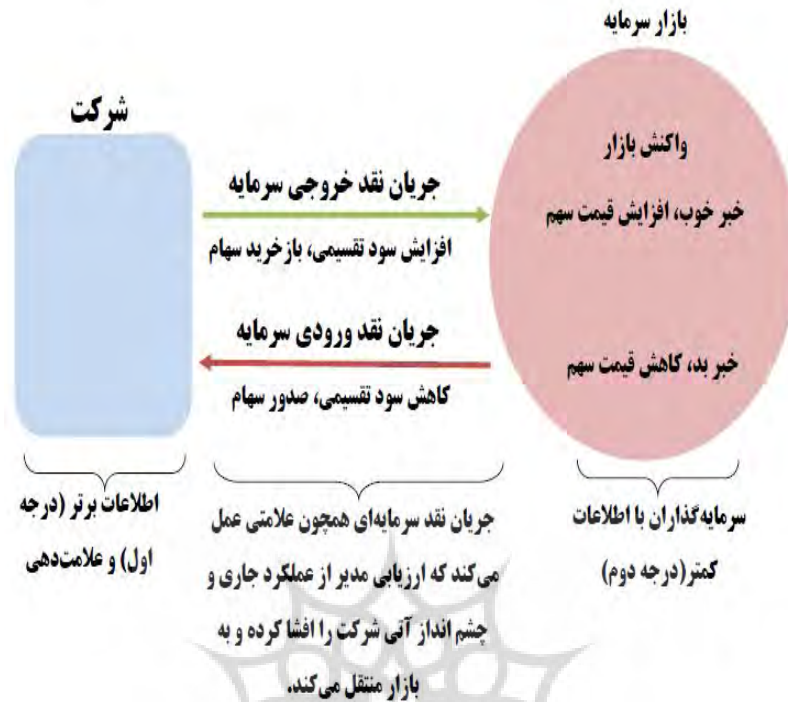 بازار سرمایه
شرکت
واکنش بازار
خبر خوب، افزایش قیمت سهم
جریان نقد خروجی سرمایه
افزایش سود تقسیمی، بازخرید سهام
جریان نقد ورودی سرمایه
کاهش سود تقسیمی، صدور سهام
خبر بد، کاهش قیمت سهم
اطلاعات برتر (درجه
اول) و علامت‌دهی
جریان نقد سرمایه‌ای همچون علامتی عمل
می‌کند که ارزیابی مدیر از عملکرد جاری و
چشم انداز آتی شرکت را افشا کرده و به
بازار منتقل می‌کند.
سرمایه‌گذاران با اطلاعات
کمتر(درجه دوم)